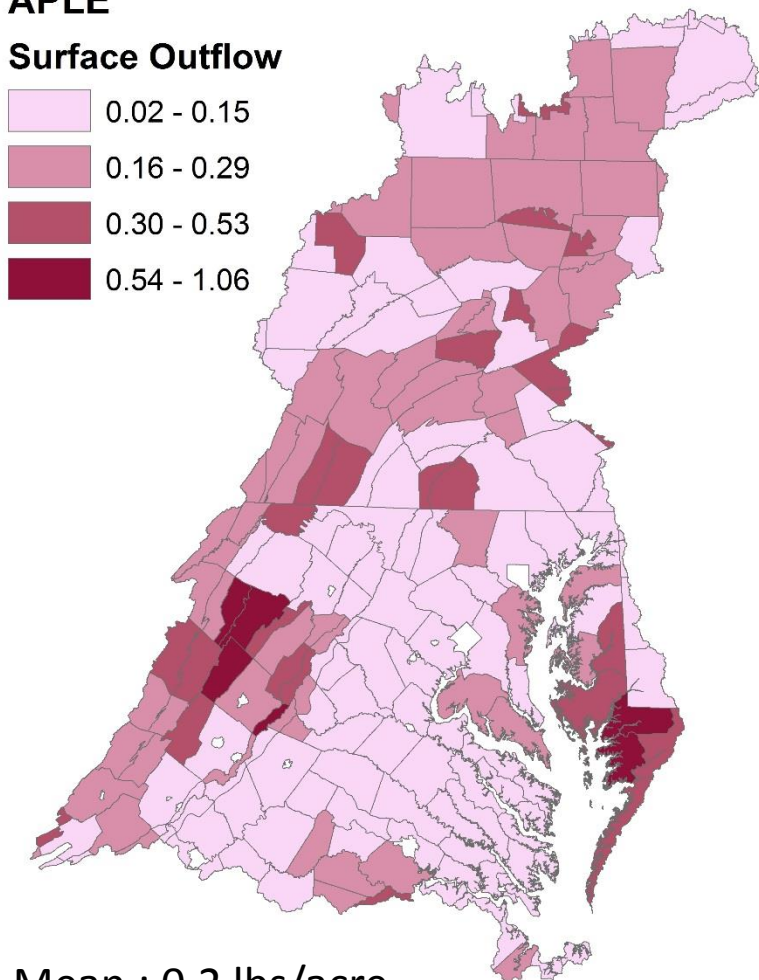 APLE
Surface Outflow
0.02 - 0.15
0.16 - 0.29
0.30 - 0.53
0.54 - 1.06
Mean : 0.2 lbs/acre